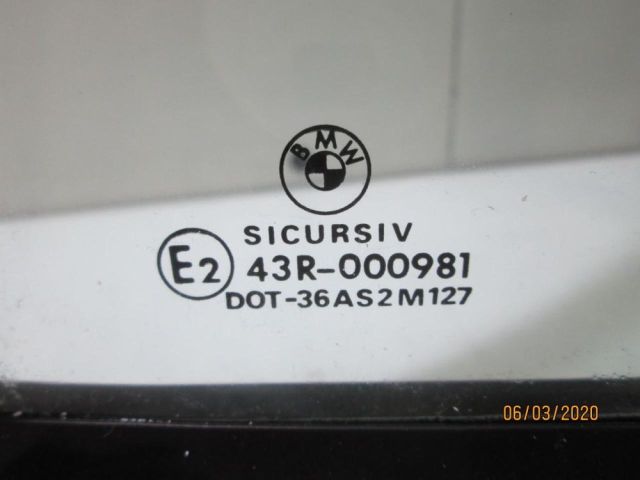 BMW
SICURSIV
E2 43R-000981
DOT-36AS2M127
06/03/2020